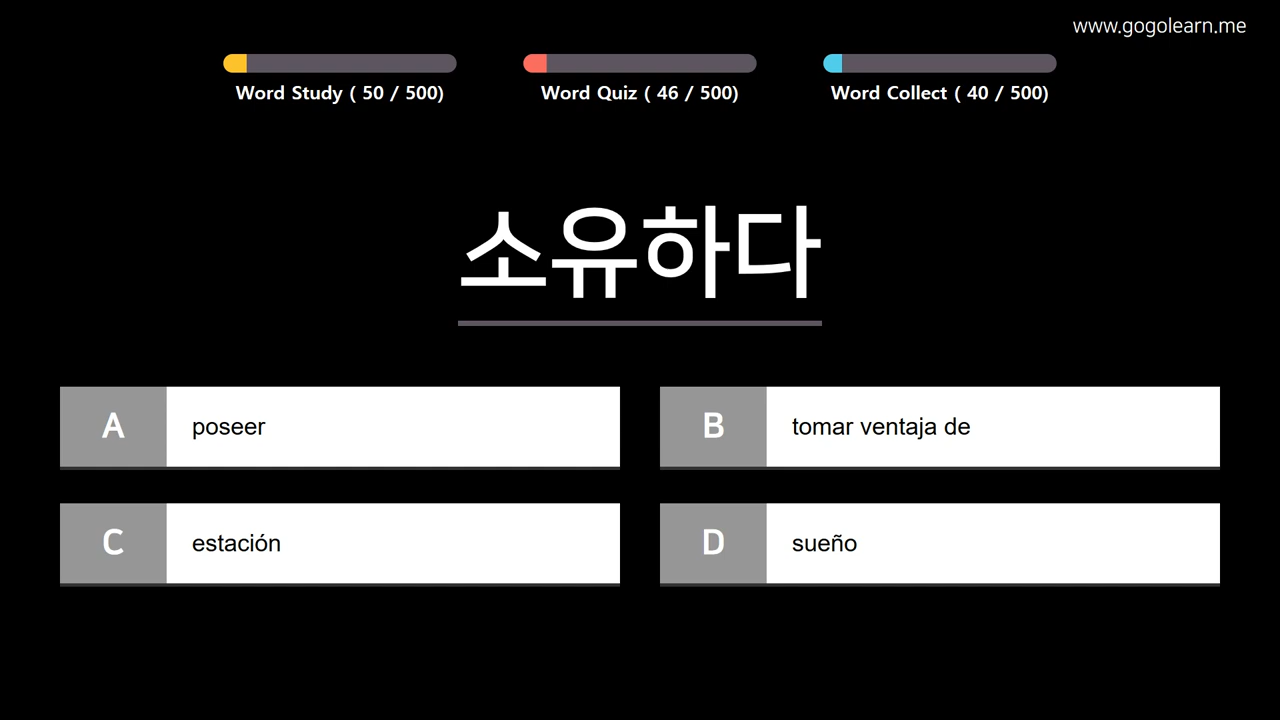 www.gogolearn.me
Word Study ( 50 / 500)
Word Quiz ( 46 / 500)
Word Collect ( 40 / 500)
소유하다
A poseer
B tomar ventaja de
C estación
D sueño